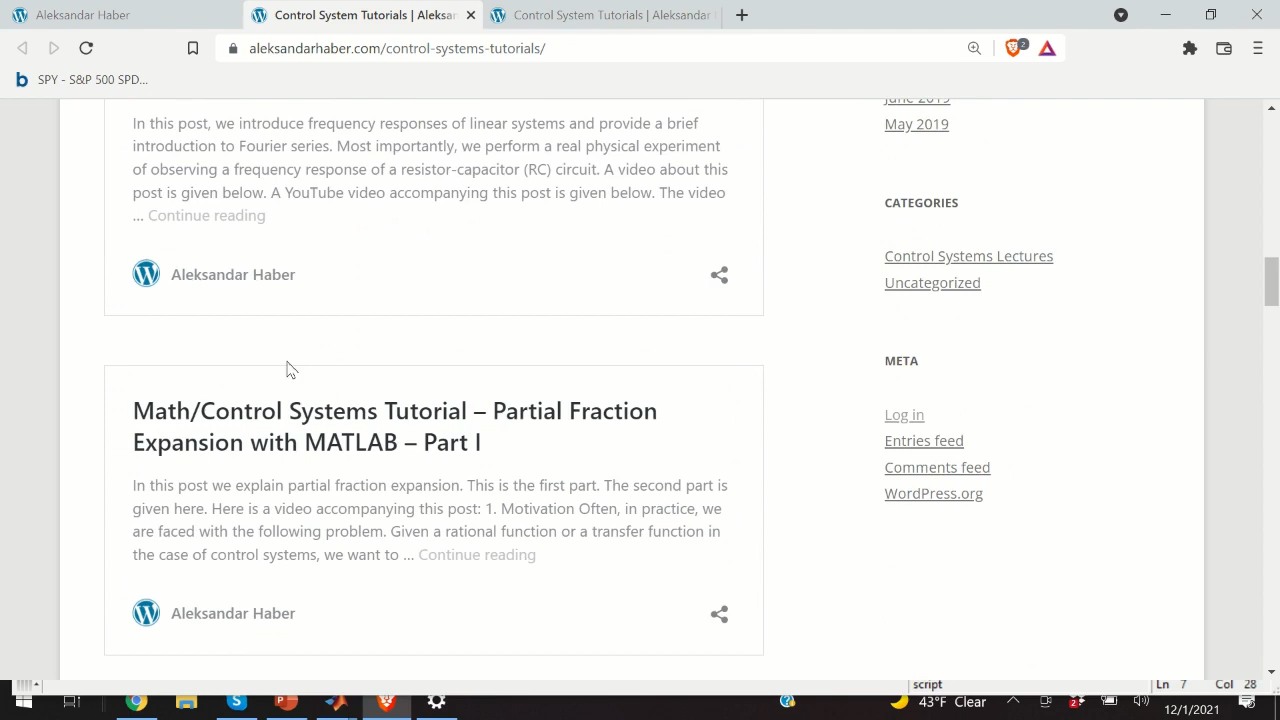 Aleksandar Haber
Control System Tutorials | Aleksan
Control System Tutorials | Aleksandar
aleksandarhaber.com/control-systems-tutorials/
2
SPY - S&P 500 SPD...
In this post, we introduce frequency responses of linear systems and provide a brief
introduction to Fourier series. Most importantly, we perform a real physical experiment
of observing a frequency response of a resistor-capacitor (RC) circuit. A video about this
post is given below. A YouTube video accompanying this post is given below. The video
... Continue reading
Aleksandar Haber
Math/Control Systems Tutorial – Partial Fraction
Expansion with MATLAB – Part I
In this post we explain partial fraction expansion. This is the first part. The second part is
given here. Here is a video accompanying this post: 1. Motivation Often, in practice, we
are faced with the following problem. Given a rational function or a transfer function in
the case of control systems, we want to ... Continue reading
Aleksandar Haber
June 2019
May 2019
CATEGORIES
Control Systems Lectures
Uncategorized
META
Log in
Entries feed
Comments feed
WordPress.org
script
Ln 7 Col 28
43°F Clear
12/1/2021